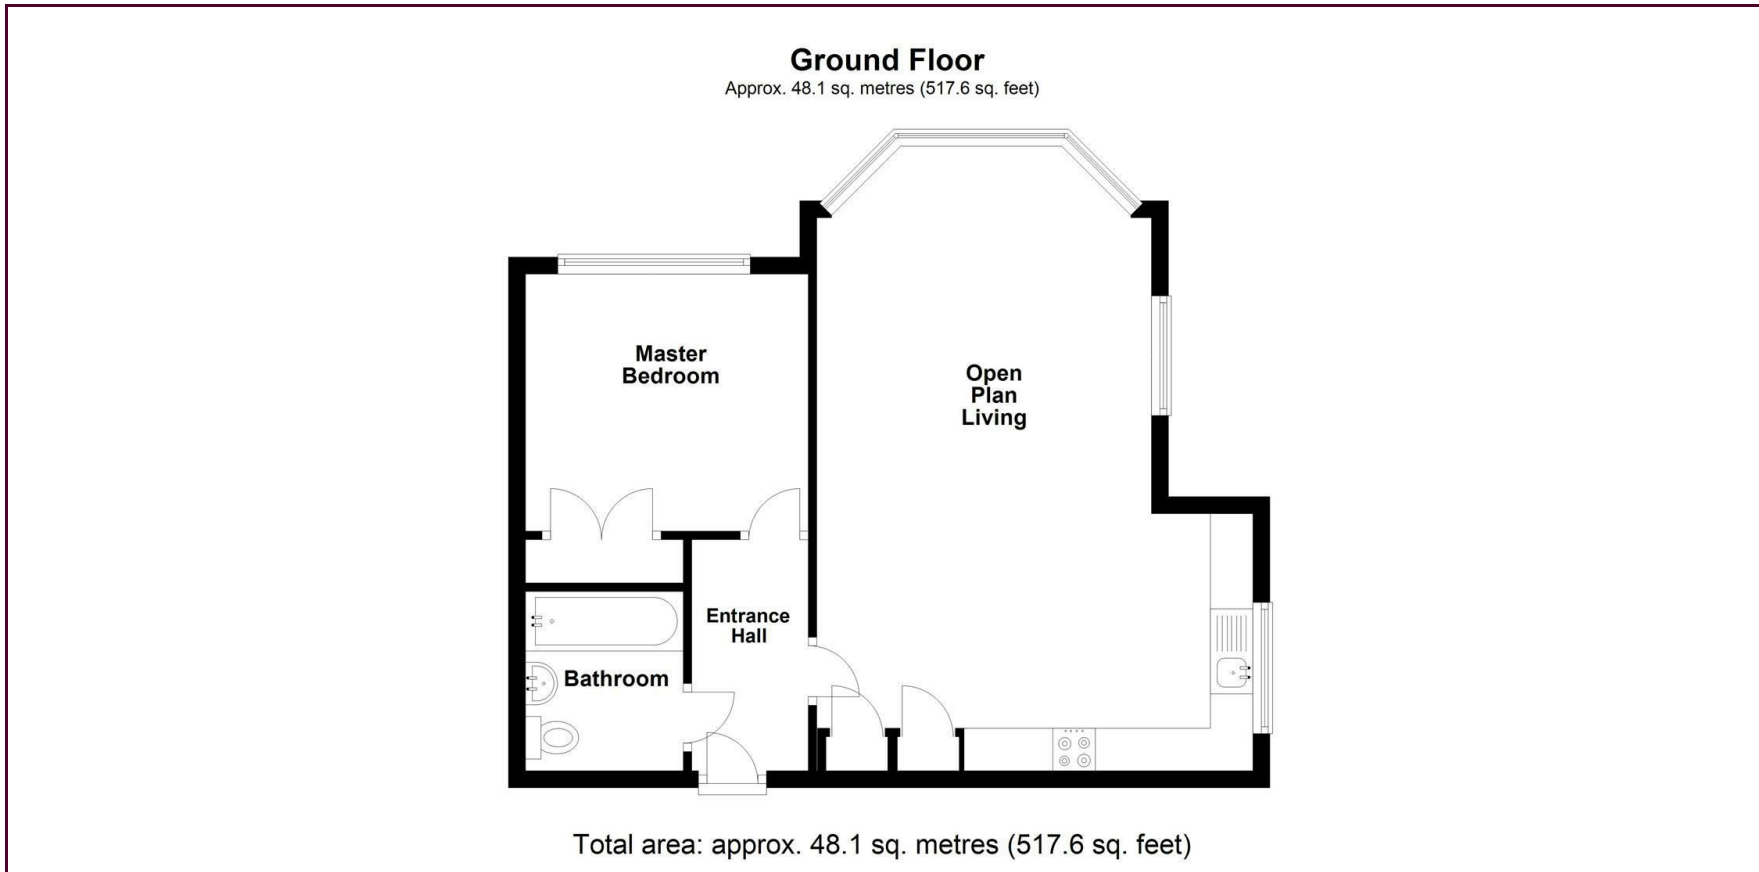 Ground Floor
Approx. 48.1 sq. metres (517.6 sq. feet)
Master
Bedroom
Open
Plan
Living
Entrance
Hall
Bathroom
Total area: approx. 48.1 sq. metres (517.6 sq. feet)